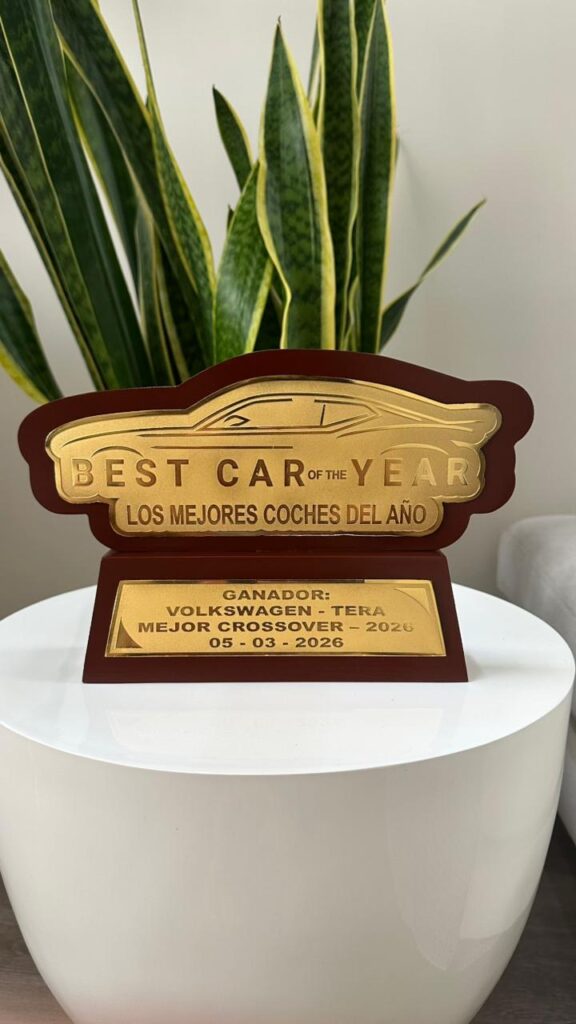 BEST CAR OF THE YEAR
LOS MEJORES COCHES DEL AÑO
GANADOR:
VOLKSWAGEN - TERA
MEJOR CROSSOVER – 2026
05 - 03 - 2026